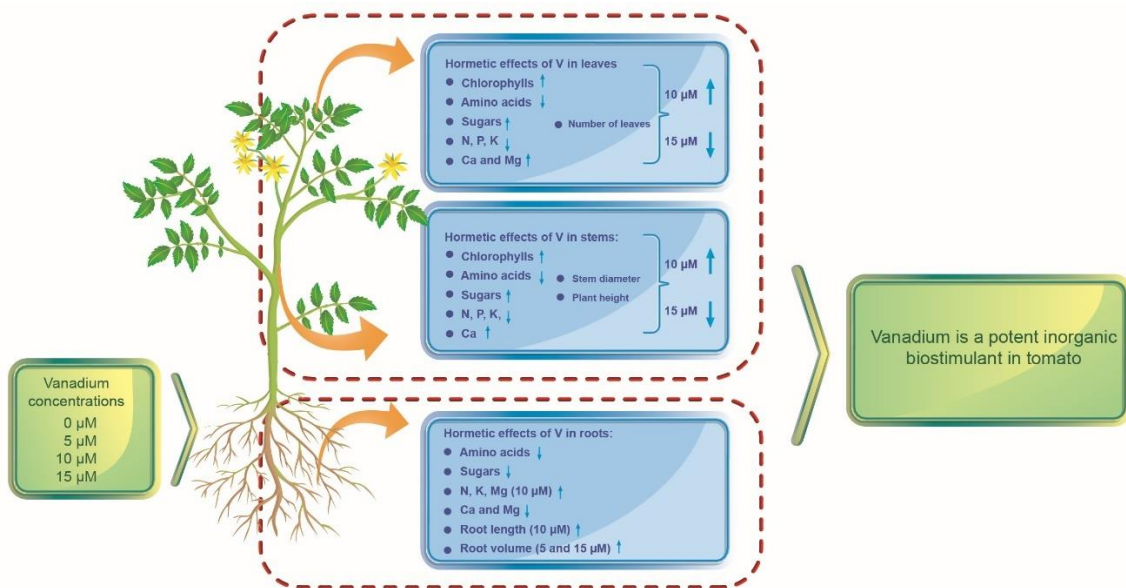 Hormetic effects of V in leaves
Chlorophylls ↑
Amino acids ↓
Sugars ↑
N, P, K ↓
Ca and Mg ↑
Number of leaves
10 µM ↑
15 µM ↓
Hormetic effects of V in stems:
Chlorophylls ↑
Amino acids ↓
Sugars ↑
N, P, K, ↓
Ca ↑
Stem diameter
Plant height
10 µM ↑
15 µM ↓
Vanadium concentrations
0 µM
5 µM
10 µM
15 µM
Hormetic effects of V in roots:
Amino acids ↓
Sugars ↓
N, K, Mg (10 µM) ↑
Ca and Mg ↓
Root length (10 µM) ↑
Root volume (5 and 15 µM) ↑
Vanadium is a potent inorganic
biostimulant in tomato